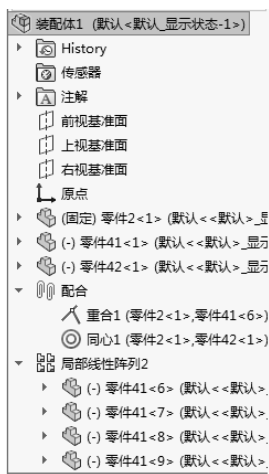 装配体1 (默认<默认_显示状态-1>)
History
传感器
注解
前视基准面
上视基准面
右视基准面
原点
(固定) 零件2<1> (默认<<默认>_
(-) 零件41<1> (默认<<默认>_显示
(-) 零件42<1> (默认<<默认>_显示
配合
重合1 (零件2<1>,零件41<6>)
同心1 (零件2<1>,零件42<1>)
局部线性阵列2
(-) 零件41<6> (默认<<默认>_
(-) 零件41<7> (默认<<默认>_
(-) 零件41<8> (默认<<默认>_
(-) 零件41<9> (默认<<默认>_